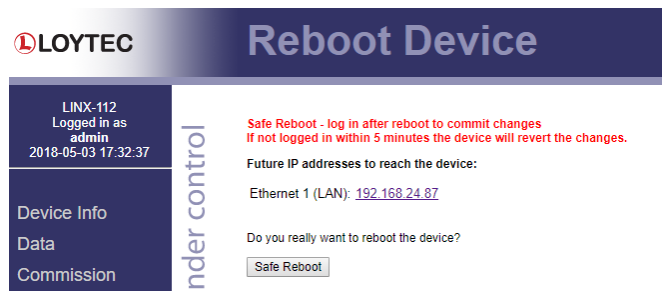 LOYTEC
Reboot Device
LINX-112
Logged in as
admin
2018-05-03 17:32:37
Device Info
Data
Commission
nder control
Safe Reboot - log in after reboot to commit changes
If not logged in within 5 minutes the device will revert the changes.
Future IP addresses to reach the device:
Ethernet 1 (LAN): 192.168.24.87
Do you really want to reboot the device?
Safe Reboot